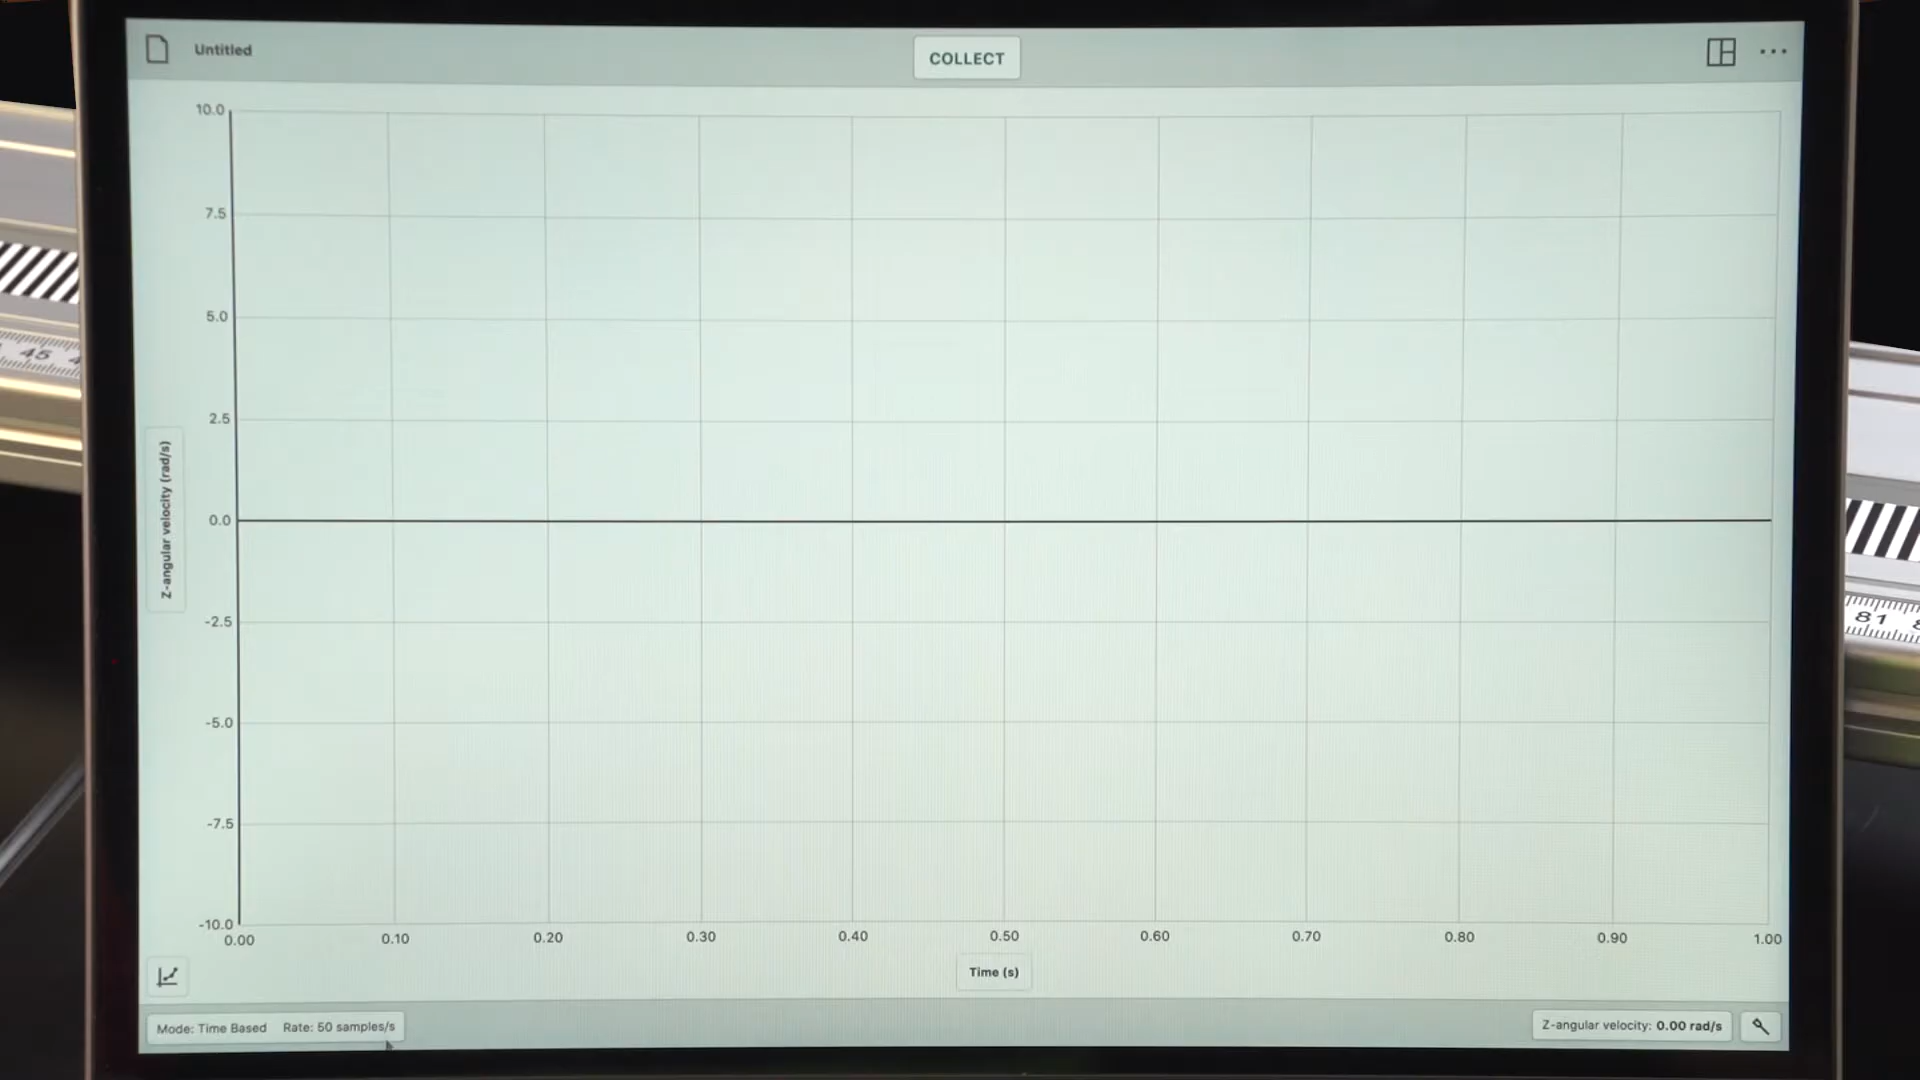 Untitled
COLLECT
10.0
7.5
5.0
2.5
0.0
-2.5
-5.0
-7.5
-10.0
Z-angular velocity (rad/s)
0.00 0.10 0.20 0.30 0.40 0.50 0.60 0.70 0.80 0.90 1.00
Time (s)
Mode: Time Based Rate: 50 samples/s
Z-angular velocity: 0.00 rad/s
45
81